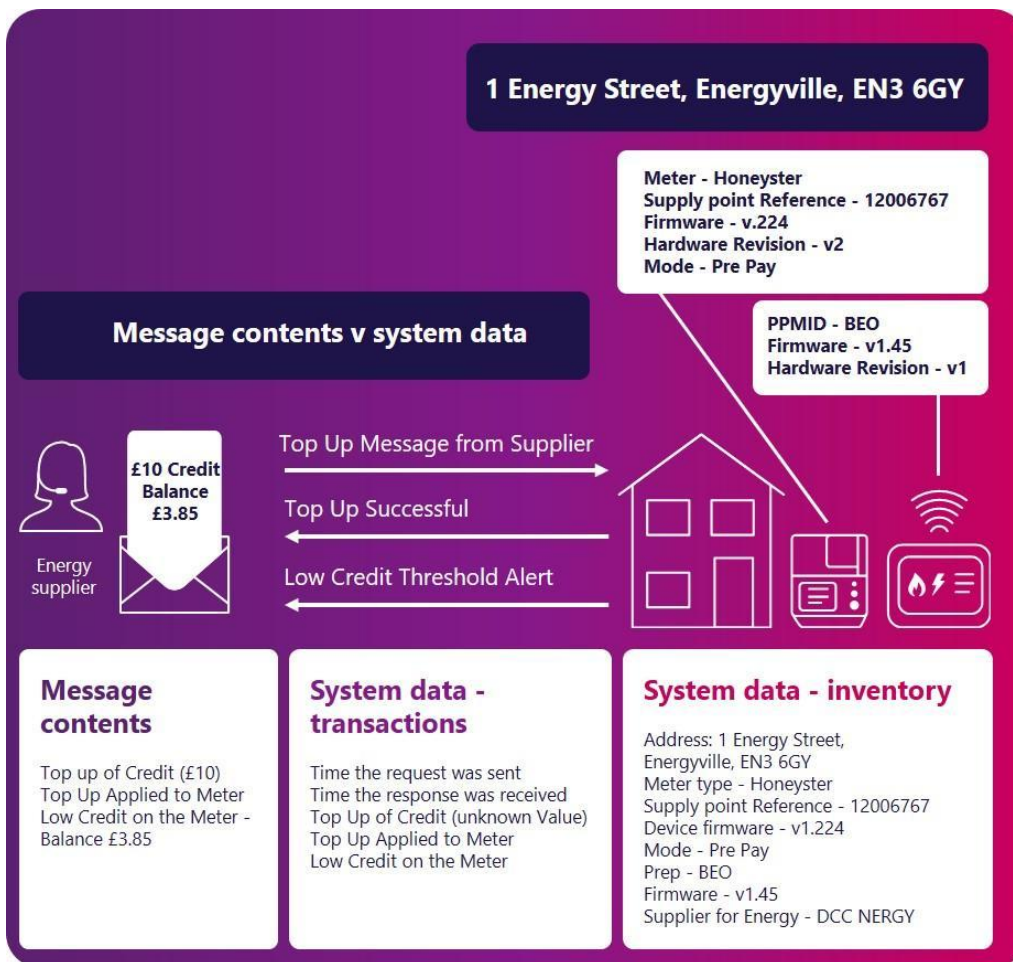 1 Energy Street, Energyville, EN3 6GY
Meter - Honeyster
Supply point Reference - 12006767
Firmware - v.224
Hardware Revision - v2
Mode - Pre Pay
Message contents v system data
PPMID - BEO
Firmware - v1.45
Hardware Revision - v1
Energy
supplier
£10 Credit
Balance
£3.85
Top Up Message from Supplier
Top Up Successful
Low Credit Threshold Alert
Message
contents
Top up of Credit (£10)
Top Up Applied to Meter
Low Credit on the Meter -
Balance £3.85
System data -
transactions
Time the request was sent
Time the response was received
Top Up of Credit (unknown Value)
Top Up Applied to Meter
Low Credit on the Meter
System data - inventory
Address: 1 Energy Street,
Energyville, EN3 6GY
Meter type - Honeyster
Supply point Reference - 12006767
Device firmware - v1.224
Mode - Pre Pay
Prep - BEO
Firmware - v1.45
Supplier for Energy - DCC NERGY